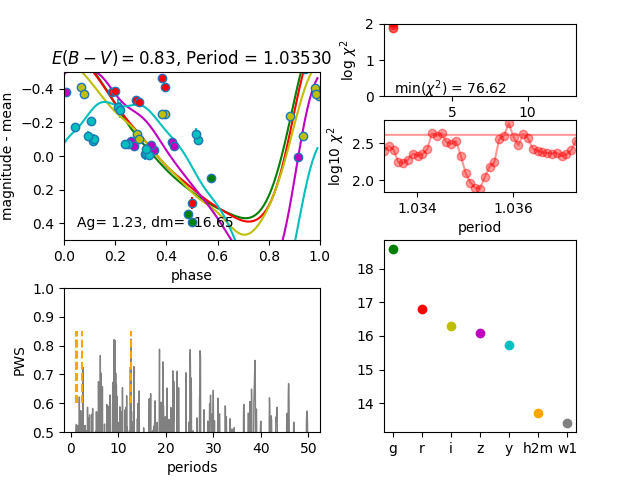 E(B − V) = 0.83, Period = 1.03530
magnitude - mean
−0.4
−0.2
0.0
0.2
0.4
Ag= 1.23, dm= -16.65
0.0 0.2 0.4 0.6 0.8 1.0
phase
log χ²
2
1
0
min(χ²) = 76.62
5 10
log10 χ²
2.5
2.0
1.034 1.036
period
PWS
1.0
0.9
0.8
0.7
0.6
0.5
0 10 20 30 40 50
periods
18
17
16
15
14
g r i z y h2m w1